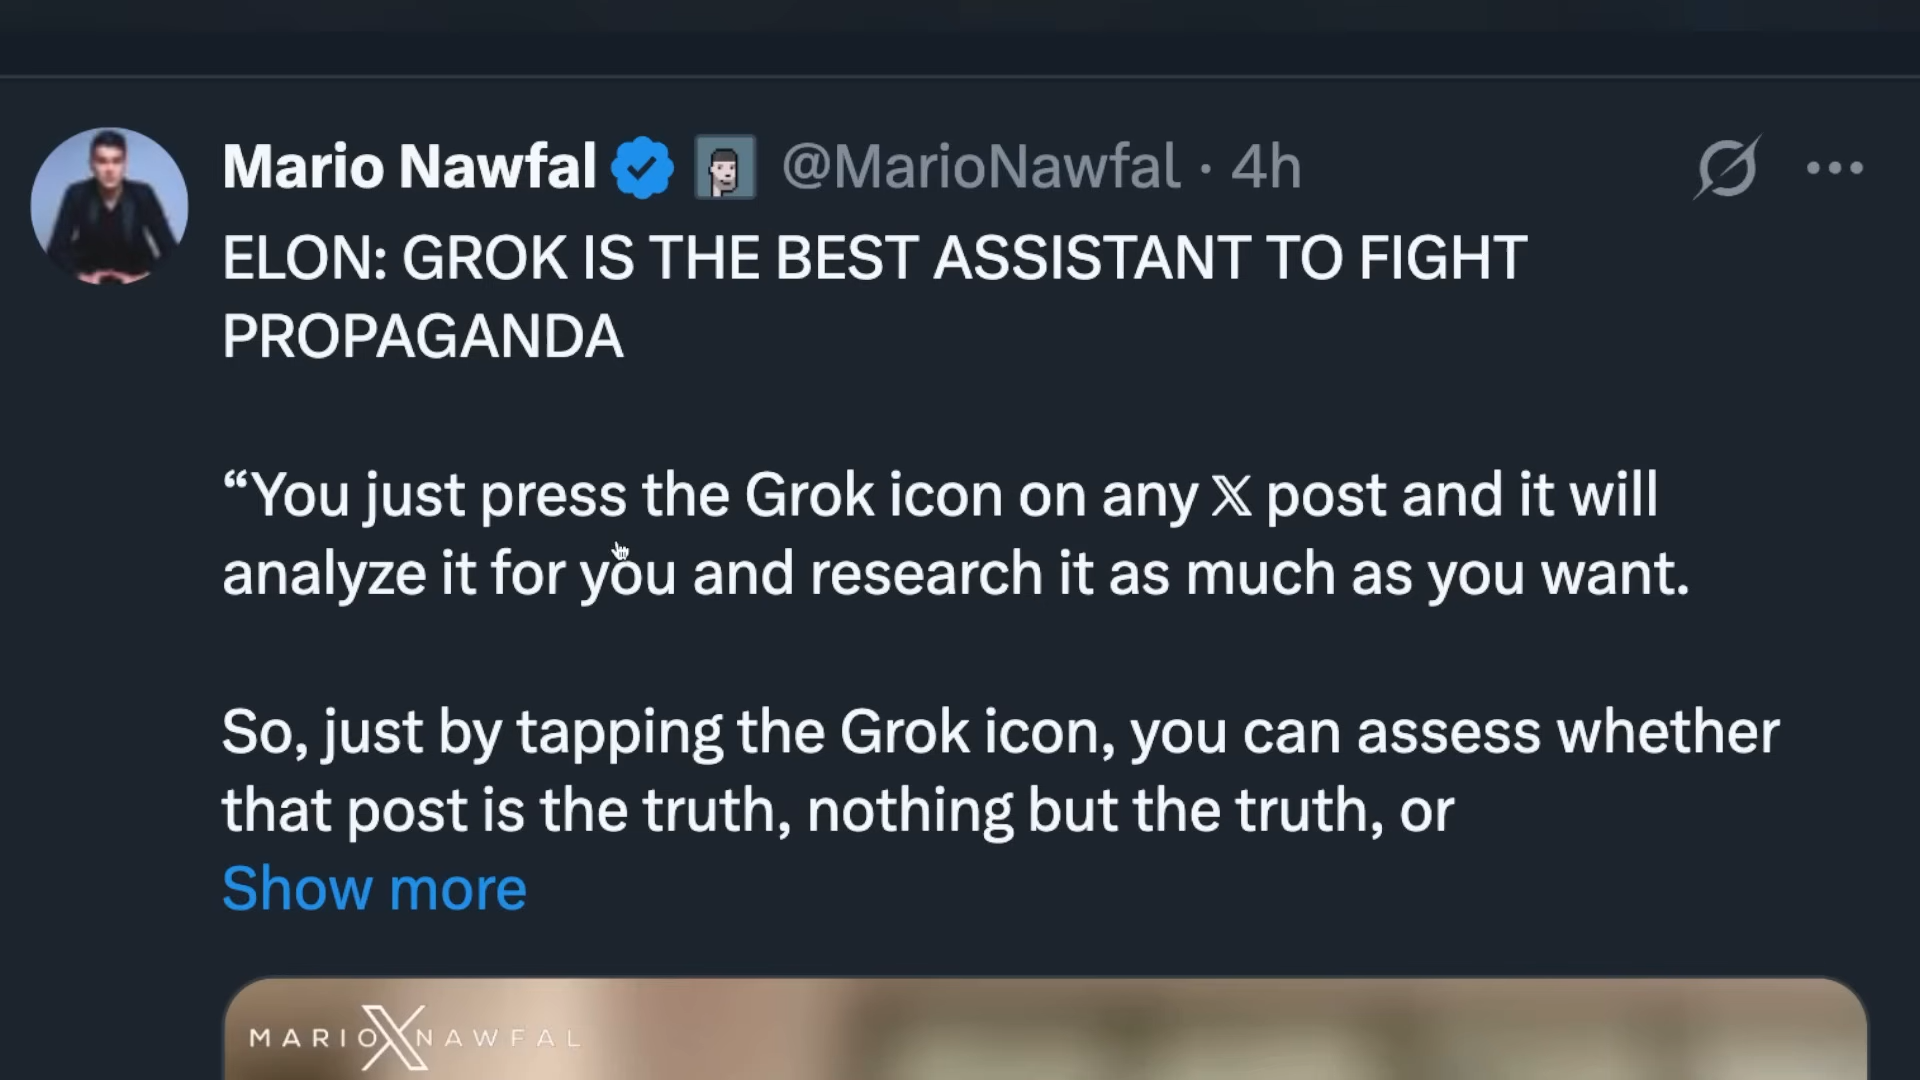 Mario Nawfal @MarioNawfal · 4h
ELON: GROK IS THE BEST ASSISTANT TO FIGHT
PROPAGANDA
“You just press the Grok icon on any 𝕏 post and it will
analyze it for you and research it as much as you want.
So, just by tapping the Grok icon, you can assess whether
that post is the truth, nothing but the truth, or
Show more
MARIO X NAWFAL